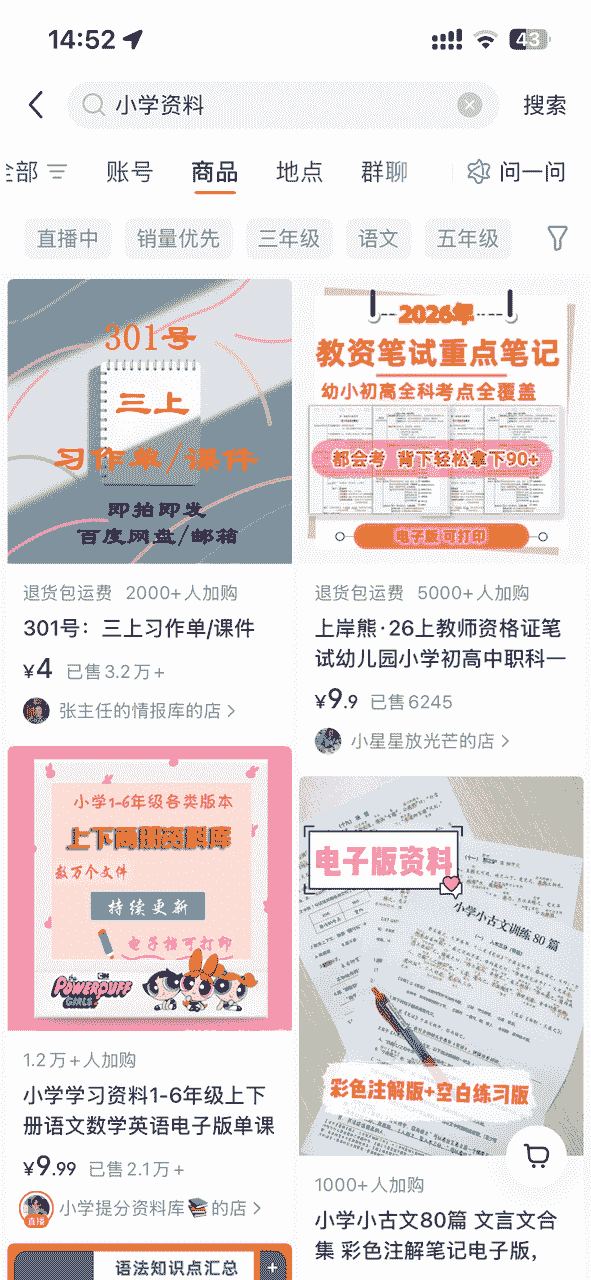 14:52
43
小学资料
搜索
全部
账号
商品
地点
群聊
问一问
直播中
销量优先
三年级
语文
五年级
301号
三上
习作单/课件
即拍即发
百度网盘/邮箱
退货包运费 2000+人加购
301号：三上习作单/课件
¥4 已售3.2万+
张主任的情报库的店
小学1-6年级各类版本
上下两册资料库
数万个文件
持续更新
电子档可打印
CN
the
POWERPUFF
GIRLS
1.2万+人加购
小学学习资料1-6年级上下
册语文数学英语电子版单课
¥9.99 已售2.1万+
直播
小学提分资料库📚的店
语法知识点汇总
2026年
教资笔试重点笔记
幼小初高全科考点全覆盖
都会考 背下轻松拿下90+
电子版可打印
退货包运费 5000+人加购
上岸熊·26上教师资格证笔
试幼儿园小学初高中职科一
¥9.9 已售6245
小星星放光芒的店
电子版资料
小学小古文训练 80 篇
彩色注解版+空白练习版
1000+人加购
小学小古文80篇 文言文合
集 彩色注解笔记电子版，